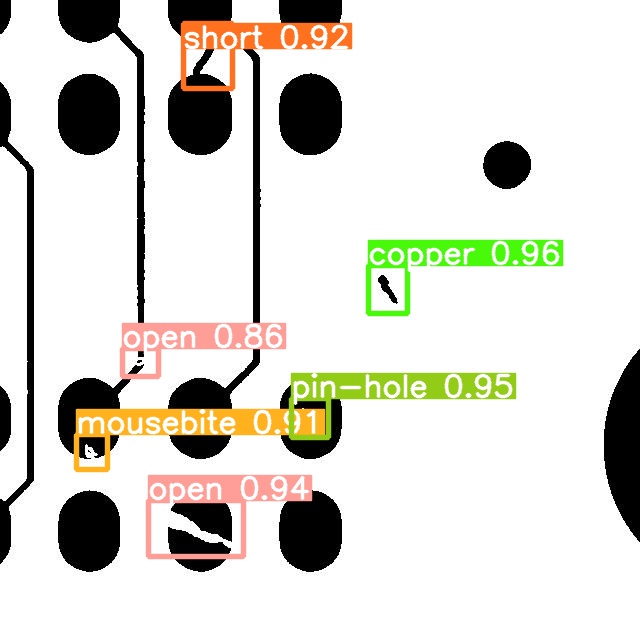 short 0.92
copper 0.96
open 0.86
pin-hole 0.95
mousebite 0.91
open 0.94